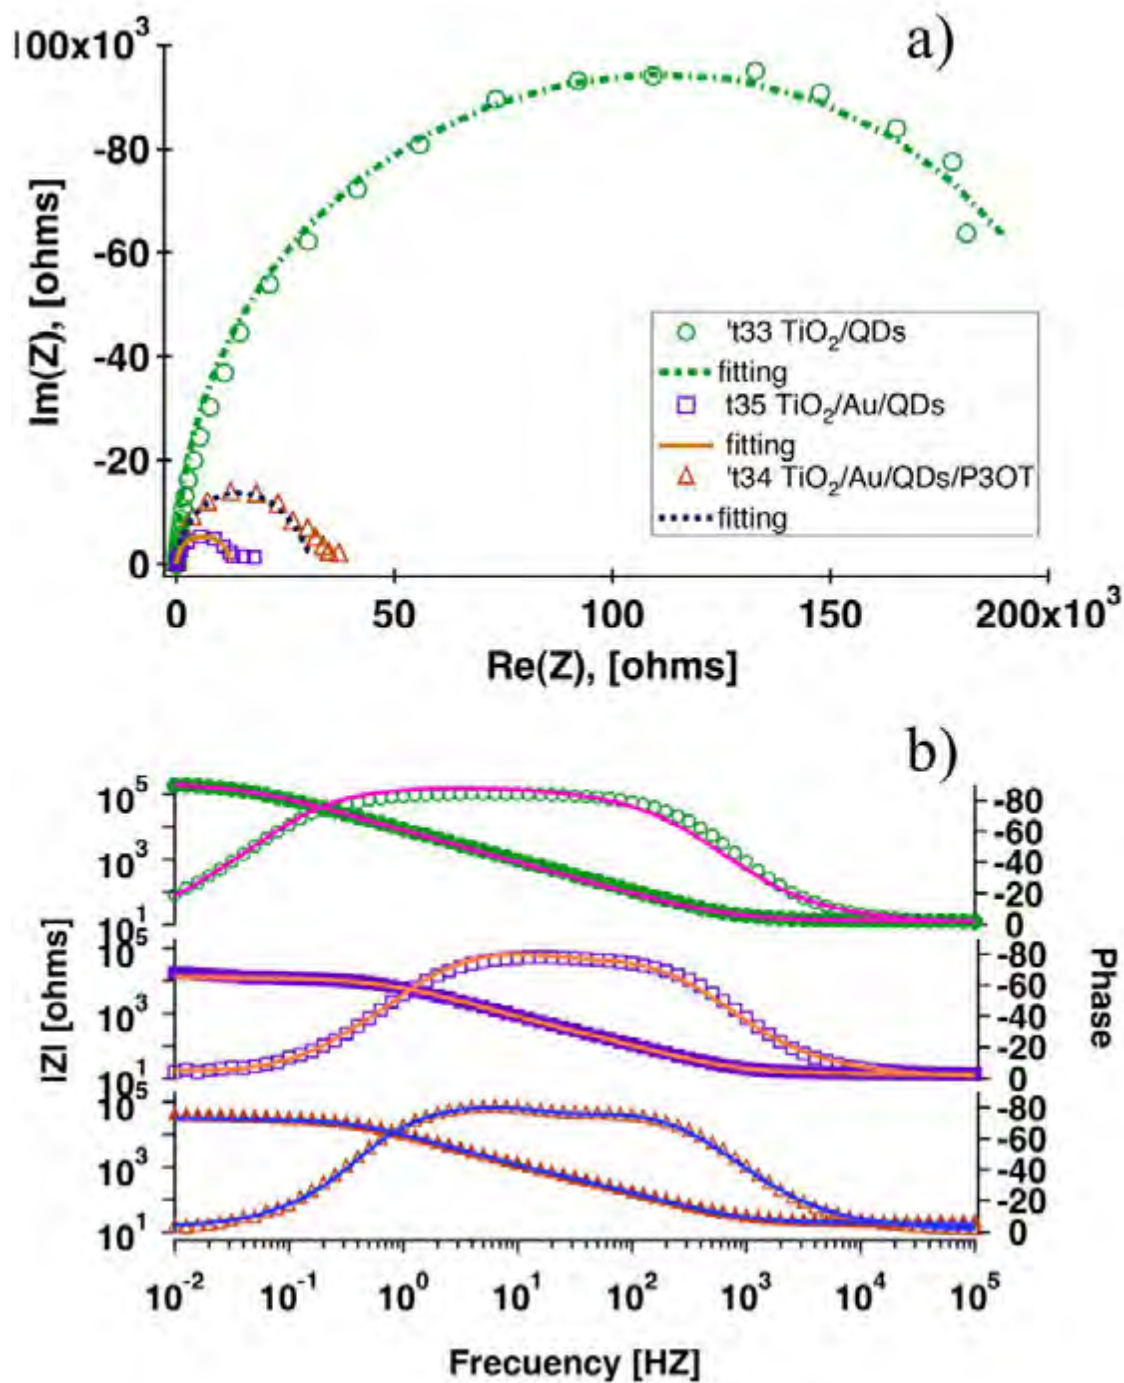 a)
100x10³
-80
-60
-40
-20
0
Im(Z), [ohms]
't33 TiO₂/QDs
fitting
t35 TiO₂/Au/QDs
fitting
't34 TiO₂/Au/QDs/P3OT
fitting
0 50 100 150 200x10³
Re(Z), [ohms]
b)
10⁵
10³
10¹
-80
-60
-40
-20
0
10⁵
10³
10¹
-80
-60
-40
-20
0
10⁵
10³
10¹
-80
-60
-40
-20
0
|Z| [ohms]
Phase
10⁻² 10⁻¹ 10⁰ 10¹ 10² 10³ 10⁴ 10⁵
Frecuency [HZ]